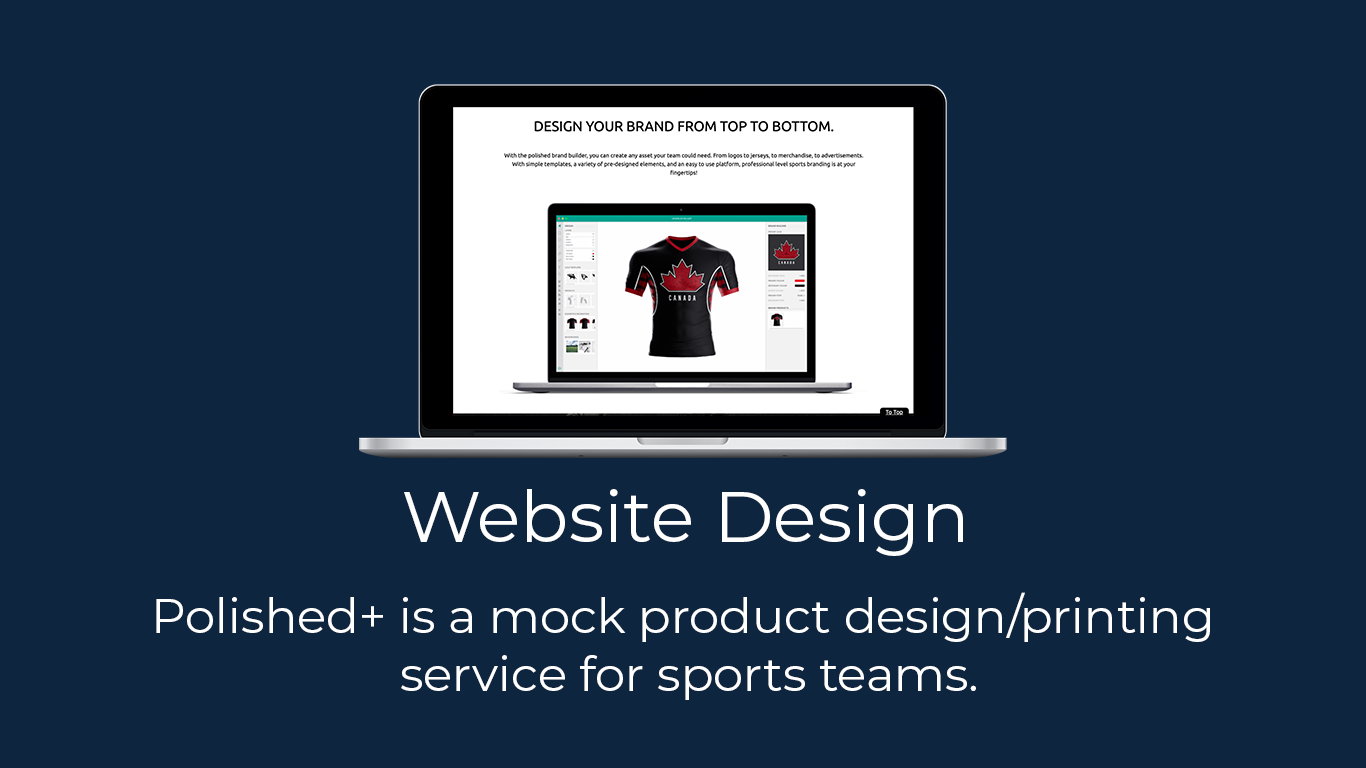 DESIGN YOUR BRAND FROM TOP TO BOTTOM.
With the polished brand builder, you can create any asset your team could need. From logos to jerseys, to merchandise, to advertisements.
With simple templates, a variety of pre-designed elements, and an easy to use platform, professional level sports branding is at your
fingertips!
CANADA
CANADA
To Top
Website Design
Polished+ is a mock product design/printing
service for sports teams.